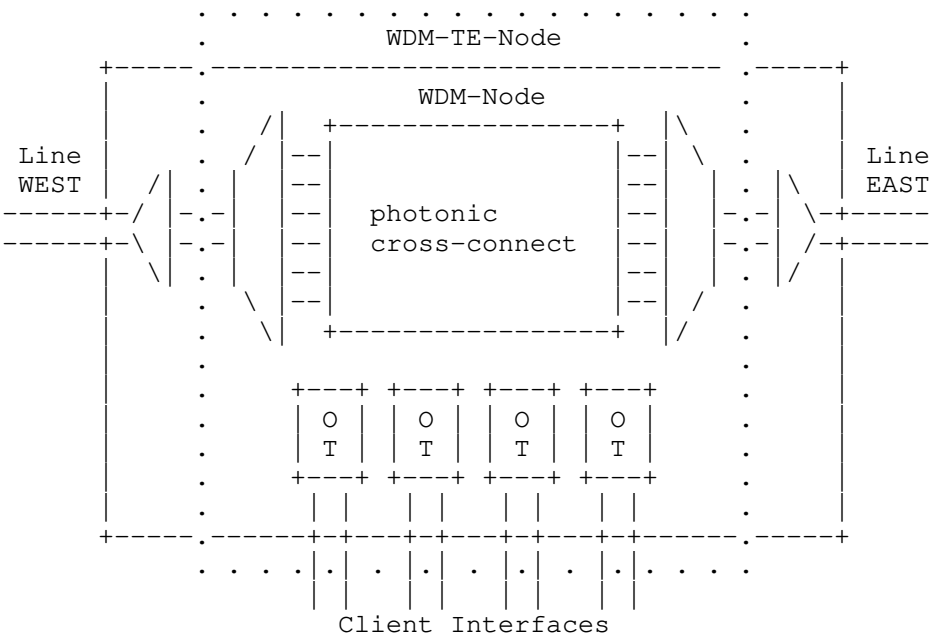 WDM-TE-Node
WDM-Node
Line
WEST
Line
EAST
photonic
cross-connect
O
T
O
T
O
T
O
T
Client Interfaces